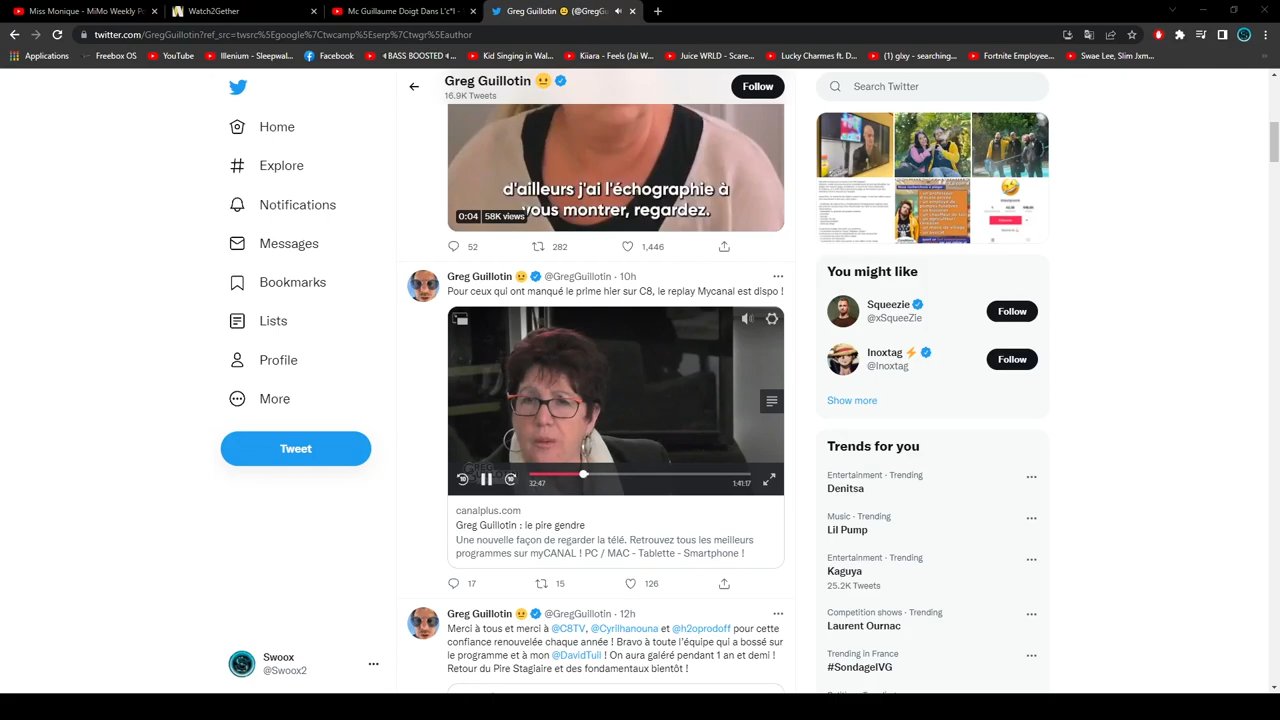 Miss Monique - MiMo Weekly P
Watch2Gether
Mc Guillaume Doigt Dans L'c*l
Greg Guillotin 😐 (@GregGu
twitter.com/GregGuillotin?ref_src=twsrc%5Egoogle%7Ctwcamp%5Eserp%7Ctwgr%5Eauthor
Applications
Freebox OS
YouTube
Illenium - Sleepwal...
Facebook
BASS BOOSTED
Kid Singing in Wal...
Kiiara - Feels (Jai W...
Juice WRLD - Scare...
Lucky Charmes ft. D...
(1) glxy - searching...
Fortnite Employee...
Swae Lee, Slim Jxm...
Greg Guillotin 😐
16.9K Tweets
Follow
Search Twitter
Home
Explore
Notifications
Messages
Bookmarks
Lists
Profile
More
Tweet
Swoox
@Swoox2
d'ailleurs j'ai l'échographie à
vous montrer, regardez.
0:04 58K views
52 282 1,446
Greg Guillotin 😐 @GregGuillotin · 10h
Pour ceux qui ont manqué le prime hier sur C8, le replay Mycanal est dispo !
GREG
10 10
32:47 1:41:17
canalplus.com
Greg Guillotin : le pire gendre
Une nouvelle façon de regarder la télé. Retrouvez tous les meilleurs
programmes sur myCANAL ! PC / MAC - Tablette - Smartphone !
17 15 126
Greg Guillotin 😐 @GregGuillotin · 12h
Merci à tous et merci à @C8TV, @Cyrilhanouna et @h2oprodoff pour cette
confiance renouvelée chaque année ! Bravo à toute l'équipe qui a bossé sur
le programme et à mon @DavidTull ! On aura galéré pendant 1 an et demi !
Retour du Pire Stagiaire et des fondamentaux bientôt !
You might like
Squeezie
@xSqueeZie
Follow
Inoxtag ⚡
@Inoxtag
Follow
Show more
Trends for you
Entertainment · Trending
Denitsa
Music · Trending
Lil Pump
Entertainment · Trending
Kaguya
25.2K Tweets
Competition shows · Trending
Laurent Ournac
Trending in France
#SondageIVG